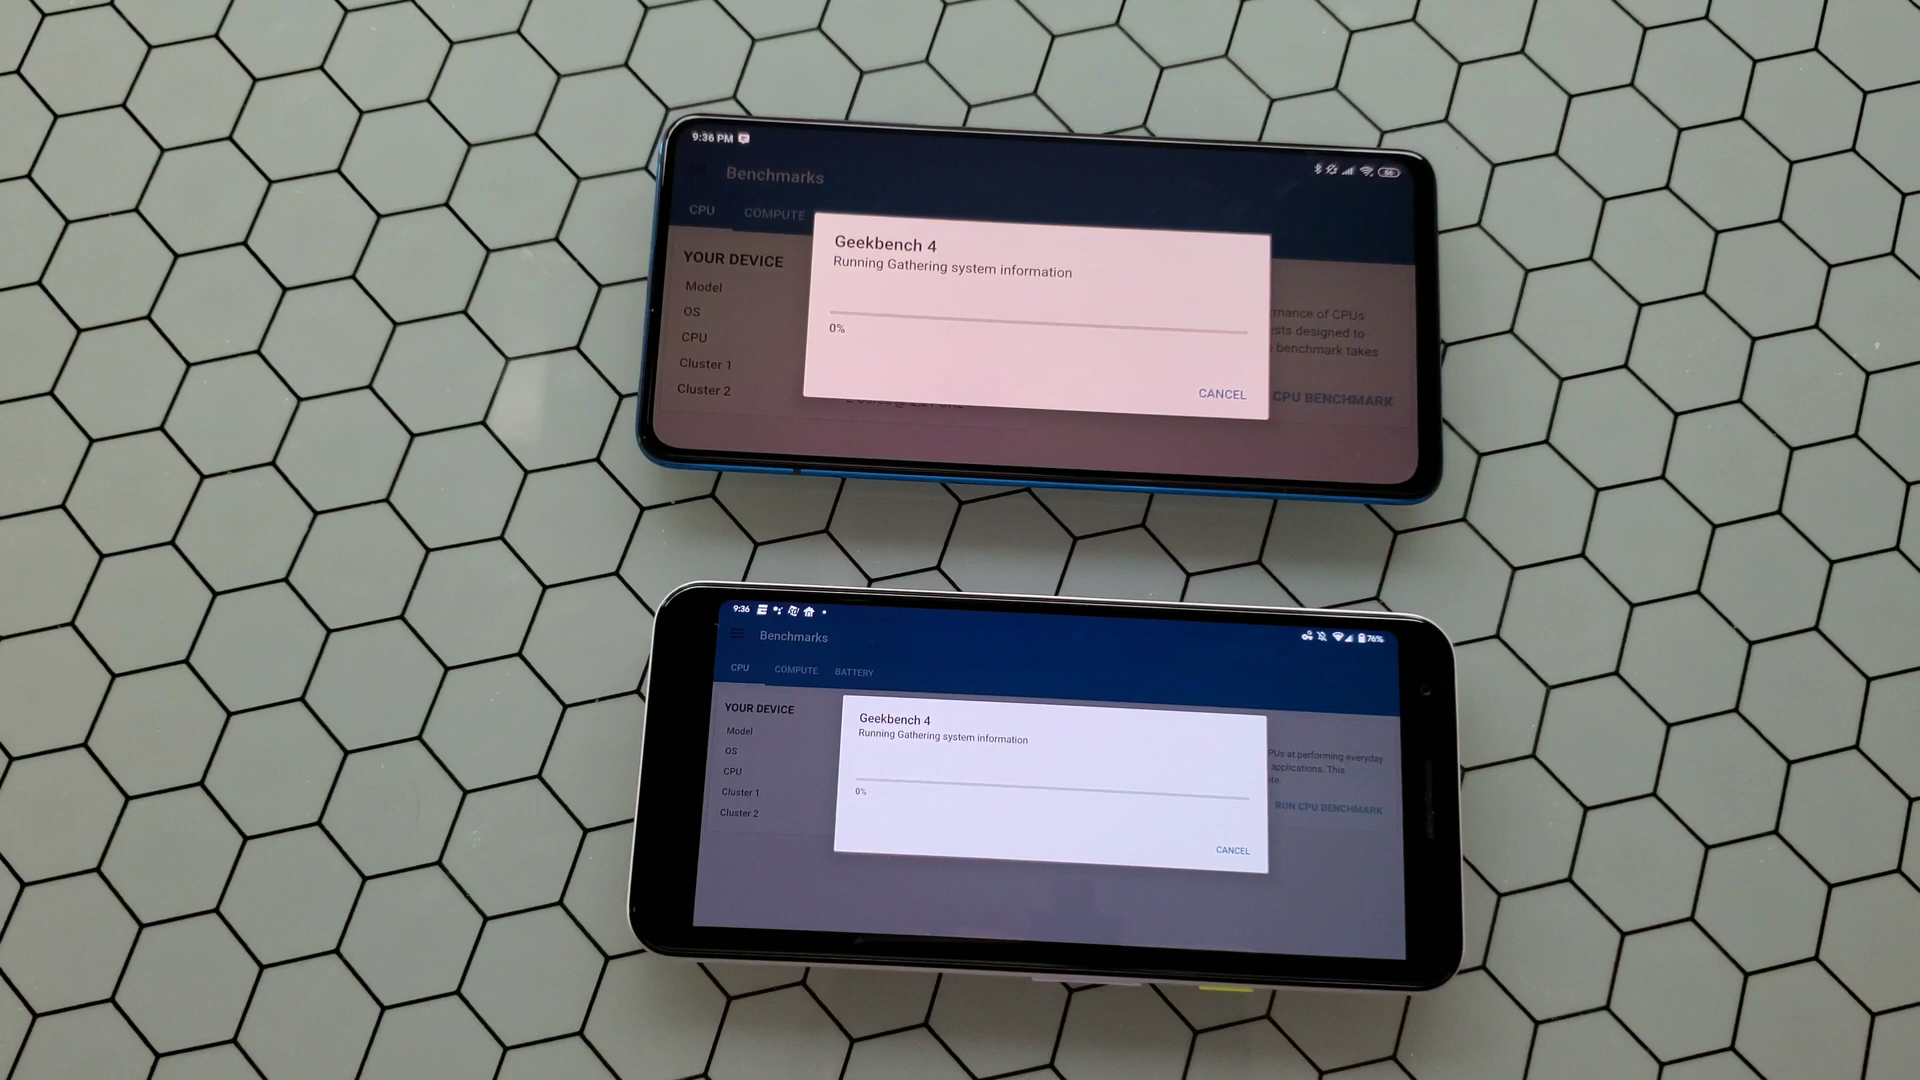 9:36 PM
66
Benchmarks
CPU COMPUTE
Geekbench 4
Running Gathering system information
0%
CANCEL
YOUR DEVICE
Model
OS
CPU
Cluster 1
Cluster 2
mance of CPUs
sts designed to
benchmark takes
CPU BENCHMARK
9:36
76%
Benchmarks
CPU COMPUTE BATTERY
Geekbench 4
Running Gathering system information
0%
CANCEL
YOUR DEVICE
Model
OS
CPU
Cluster 1
Cluster 2
PUs at performing everyday
applications. This
ite.
RUN CPU BENCHMARK